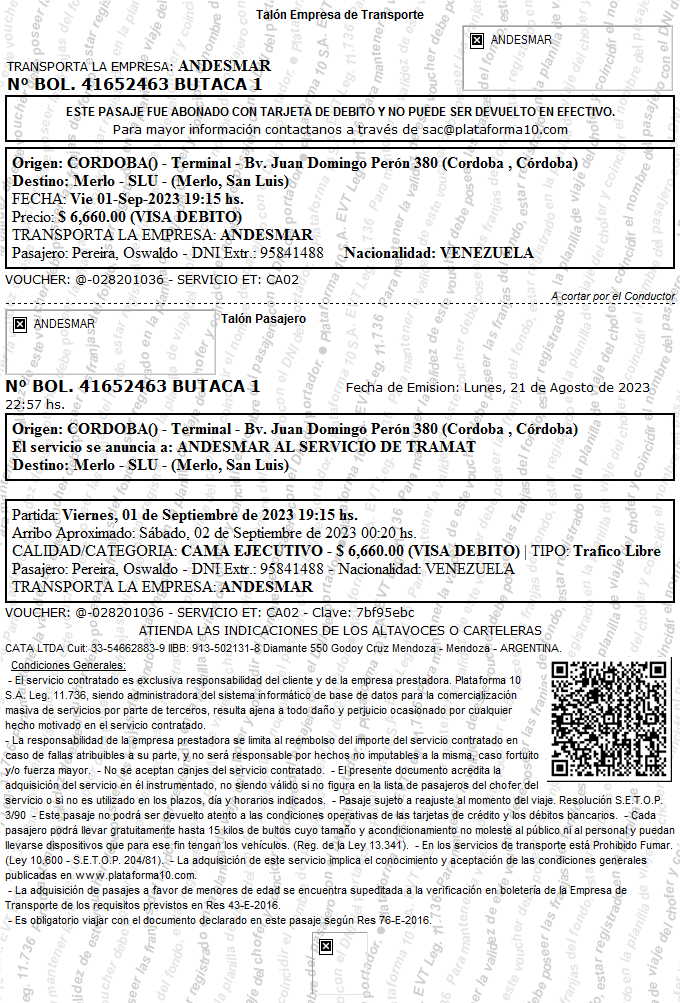 Talón Empresa de Transporte
ANDESMAR
TRANSPORTA LA EMPRESA: ANDESMAR
Nº BOL. 41652463 BUTACA 1
ESTE PASAJE FUE ABONADO CON TARJETA DE DEBITO Y NO PUEDE SER DEVUELTO EN EFECTIVO.
Para mayor información contactanos a través de sac@plataforma10.com
Origen: CORDOBA() - Terminal - Bv. Juan Domingo Perón 380 (Cordoba , Córdoba)
Destino: Merlo - SLU - (Merlo, San Luis)
FECHA: Vie 01-Sep-2023 19:15 hs.
Precio: $ 6,660.00 (VISA DEBITO)
TRANSPORTA LA EMPRESA: ANDESMAR
Pasajero: Pereira, Oswaldo - DNI Extr.: 95841488 Nacionalidad: VENEZUELA
VOUCHER: @-028201036 - SERVICIO ET: CA02
A cortar por el Conductor
ANDESMAR
Talón Pasajero
Nº BOL. 41652463 BUTACA 1 Fecha de Emision: Lunes, 21 de Agosto de 2023
22:57 hs.
Origen: CORDOBA() - Terminal - Bv. Juan Domingo Perón 380 (Cordoba , Córdoba)
El servicio se anuncia a: ANDESMAR AL SERVICIO DE TRAMAT
Destino: Merlo - SLU - (Merlo, San Luis)
Partida: Viernes, 01 de Septiembre de 2023 19:15 hs.
Arribo Aproximado: Sábado, 02 de Septiembre de 2023 00:20 hs.
CALIDAD/CATEGORIA: CAMA EJECUTIVO - $ 6,660.00 (VISA DEBITO) | TIPO: Trafico Libre
Pasajero: Pereira, Oswaldo - DNI Extr.: 95841488 - Nacionalidad: VENEZUELA
TRANSPORTA LA EMPRESA: ANDESMAR
VOUCHER: @-028201036 - SERVICIO ET: CA02 - Clave: 7bf95ebc
ATIENDA LAS INDICACIONES DE LOS ALTAVOCES O CARTELERAS
CATA LTDA Cuit: 33-54662883-9 IIBB: 913-502131-8 Diamante 550 Godoy Cruz Mendoza - Mendoza - ARGENTINA.
Condiciones Generales:
- El servicio contratado es exclusiva responsabilidad del cliente y de la empresa prestadora. Plataforma 10
S.A. Leg. 11.736, siendo administradora del sistema informático de base de datos para la comercialización
masiva de servicios por parte de terceros, resulta ajena a todo daño y perjuicio ocasionado por cualquier
hecho motivado en el servicio contratado.
- La responsabilidad de la empresa prestadora se limita al reembolso del importe del servicio contratado en
caso de fallas atribuibles a su parte, y no será responsable por hechos no imputables a la misma, caso fortuito
y/o fuerza mayor. - No se aceptan canjes del servicio contratado. - El presente documento acredita la
adquisición del servicio en él instrumentado, no siendo válido si no figura en la lista de pasajeros del chofer del
servicio o si no es utilizado en los plazos, día y horarios indicados. - Pasaje sujeto a reajuste al momento del viaje. Resolución S.E.T.O.P.
3/90 - Este pasaje no podrá ser devuelto atento a las condiciones operativas de las tarjetas de crédito y los débitos bancarios. - Cada
pasajero podrá llevar gratuitamente hasta 15 kilos de bultos cuyo tamaño y acondicionamiento no moleste al público ni al personal y puedan
llevarse dispositivos que para ese fin tengan los vehículos. (Reg. de la Ley 13.341). - En los servicios de transporte está Prohibido Fumar.
(Ley 10.600 - S.E.T.O.P. 204/81). - La adquisición de este servicio implica el conocimiento y aceptación de las condiciones generales
publicadas en www.plataforma10.com.
- La adquisición de pasajes a favor de menores de edad se encuentra supeditada a la verificación en boletería de la Empresa de
Transporte de los requisitos previstos en Res 43-E-2016.
- Es obligatorio viajar con el documento declarado en este pasaje según Res 76-E-2016.